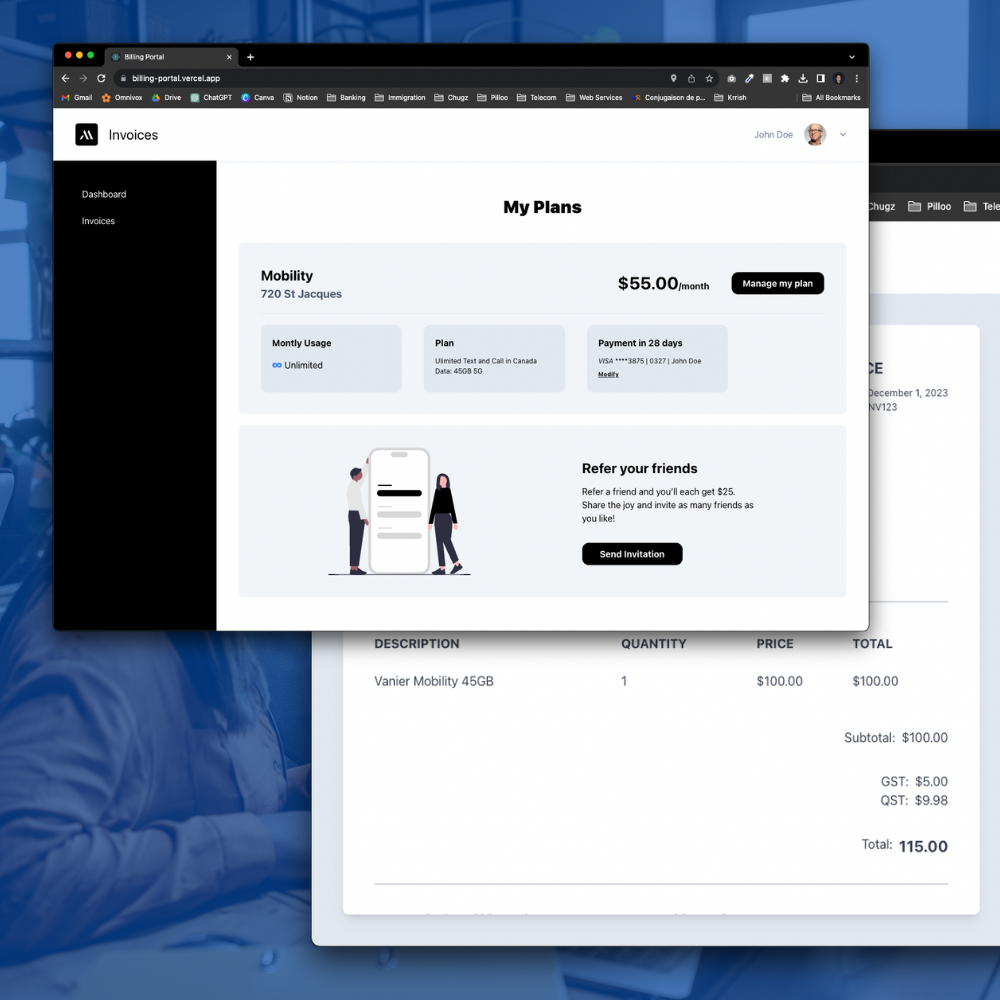 Billing Portal
billing-portal.vercel.app
Gmail Omnivox Drive ChatGPT Canva Notion Banking Immigration Chugz Pilloo Telecom Web Services Conjugaison de p... Krrish All Bookmarks
Invoices
John Doe
Dashboard
Invoices
My Plans
Mobility
720 St Jacques
$55.00/month
Manage my plan
Montly Usage
Unlimited
Plan
Ulimited Text and Call in Canada
Data: 45GB 5G
Payment in 28 days
VISA ****3875 | 0327 | John Doe
Modify
Refer your friends
Refer a friend and you'll each get $25.
Share the joy and invite as many friends as
you like!
Send Invitation
Chugz Pilloo Tele
CE
December 1, 2023
NV123
DESCRIPTION QUANTITY PRICE TOTAL
Vanier Mobility 45GB 1 $100.00 $100.00
Subtotal: $100.00
GST: $5.00
QST: $9.98
Total: 115.00